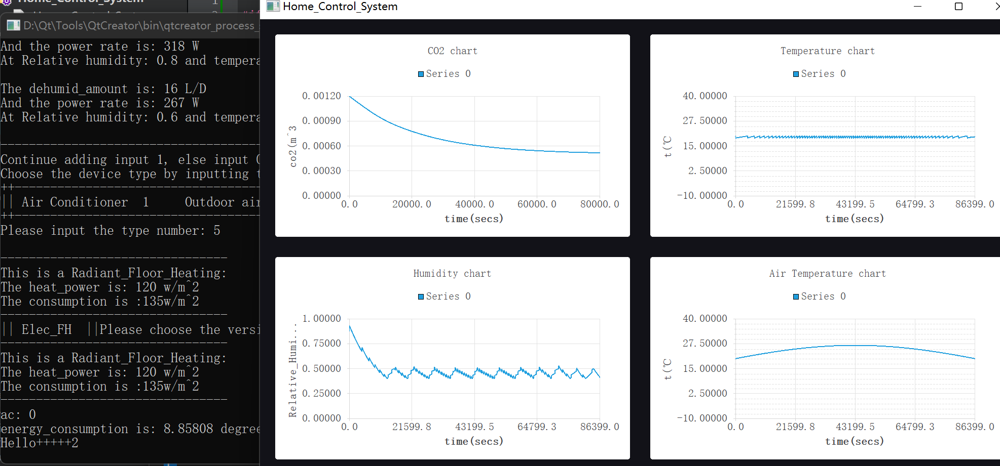 Home_Control_System
1
D:\Qt\Tools\QtCreator\bin\qtcreator_process_
And the power rate is: 318 W
At Relative humidity: 0.8 and tempera
The dehumid_amount is: 16 L/D
And the power rate is: 267 W
At Relative humidity: 0.6 and tempera
-------------------------------------
Continue adding input 1, else input 0
Choose the device type by inputting t
++-----------------------------------
|| Air Conditioner  1     Outdoor air
++-----------------------------------
Please input the type number: 5
--------------------------------
This is a Radiant_Floor_Heating:
The heat_power is: 120 w/m^2
The consumption is :135w/m^2
--------------------------------
|| Elec_FH  ||Please choose the versi
--------------------------------
This is a Radiant_Floor_Heating:
The heat_power is: 120 w/m^2
The consumption is :135w/m^2
--------------------------------
ac: 0
energy_consumption is: 8.85808 degree
Hello+++++2
Home_Control_System
CO2 chart
Series 0
co2(m^3
0.00120
0.00090
0.00060
0.00030
0.00000
0.0 20000.0 40000.0 60000.0 80000.0
time(secs)
Temperature chart
Series 0
t(℃
40.00000
27.50000
15.00000
2.50000
-10.00000
0.0 21599.8 43199.5 64799.3 86399.0
time(secs)
Humidity chart
Series 0
Relative_Humi...
1.00000
0.75000
0.50000
0.25000
0.00000
0.0 21599.8 43199.5 64799.3 86399.0
time(secs)
Air Temperature chart
Series 0
t(℃
40.00000
27.50000
15.00000
2.50000
-10.00000
0.0 21599.8 43199.5 64799.3 86399.0
time(secs)